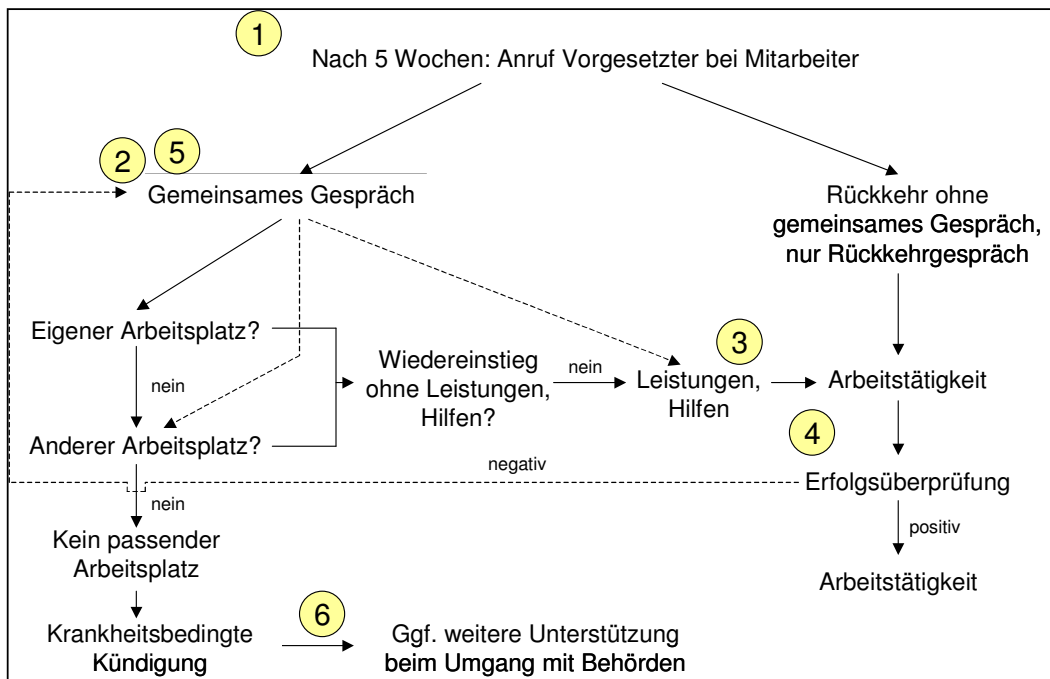 1
Nach 5 Wochen: Anruf Vorgesetzter bei Mitarbeiter
2
5
Gemeinsames Gespräch
Rückkehr ohne
gemeinsames Gespräch,
nur Rückkehrgespräch
Eigener Arbeitsplatz?
nein
Wiedereinstieg
ohne Leistungen,
Hilfen?
nein
3
Leistungen,
Hilfen
Arbeitstätigkeit
Anderer Arbeitsplatz?
4
negativ
Erfolgsüberprüfung
nein
positiv
Kein passender
Arbeitsplatz
Arbeitstätigkeit
Krankheitsbedingte
Kündigung
6
Ggf. weitere Unterstützung
beim Umgang mit Behörden